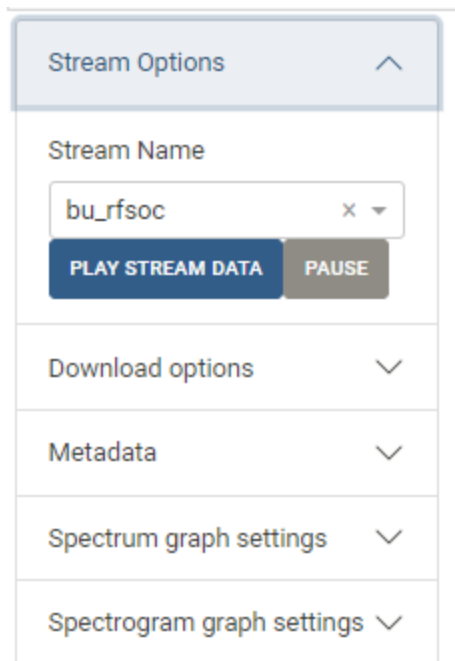 Stream Options
Stream Name
bu_rfsoc
PLAY STREAM DATA PAUSE
Download options
Metadata
Spectrum graph settings
Spectrogram graph settings